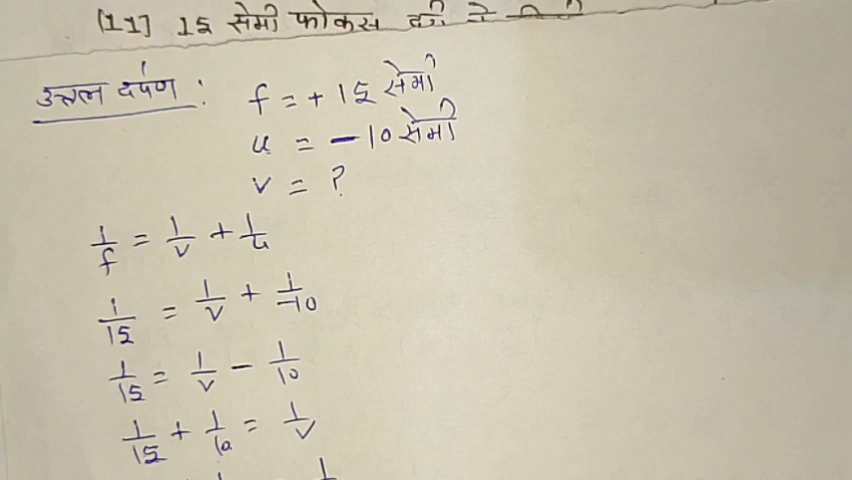 (11) 15 सेमी फोकस
उत्तल दर्पण :
f = + 15 सेमी
u = - 10 सेमी
v = ?
1/f = 1/v + 1/u
1/15 = 1/v + 1/-10
1/15 = 1/v - 1/10
1/15 + 1/10 = 1/v